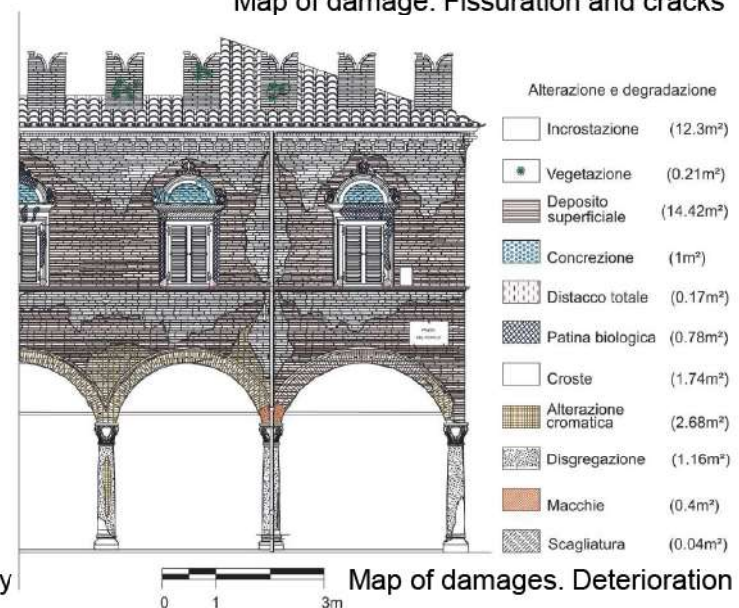 Map of damage. Fissuration and cracks
Alterazione e degradazione
Incrostazione (12.3m²)
Vegetazione (0.21m²)
Deposito
superficiale (14.42m²)
Concrezione (1m²)
Distacco totale (0.17m²)
Patina biologica (0.78m²)
Croste (1.74m²)
Alterazione
cromatica (2.68m²)
Disgregazione (1.16m²)
Macchie (0.4m²)
Scagliatura (0.04m²)
y
Map of damages. Deterioration
0 1 3m